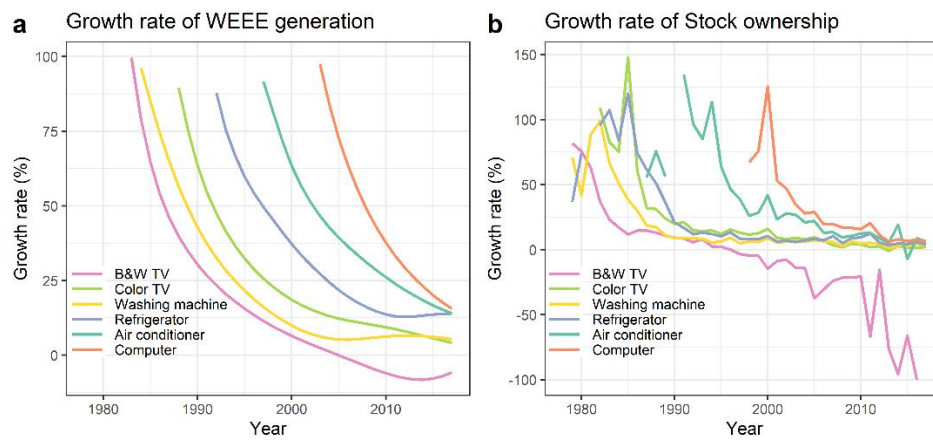 a
Growth rate of WEEE generation
Growth rate (%)
100
75
50
25
0
B&W TV
Color TV
Washing machine
Refrigerator
Air conditioner
Computer
1980 1990 2000 2010
Year
b
Growth rate of Stock ownership
Growth rate (%)
150
100
50
0
-50
-100
B&W TV
Color TV
Washing machine
Refrigerator
Air conditioner
Computer
1980 1990 2000 2010
Year